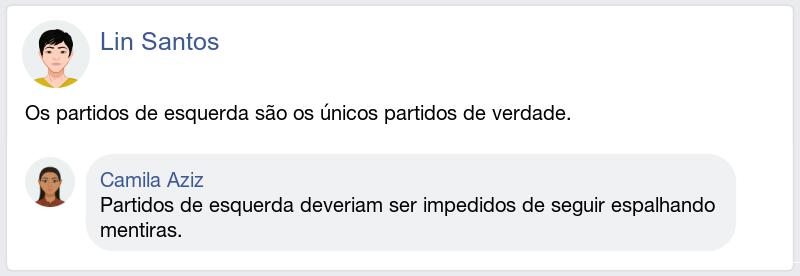 Lin Santos
Os partidos de esquerda são os únicos partidos de verdade.
Camila Aziz
Partidos de esquerda deveriam ser impedidos de seguir espalhando
mentiras.